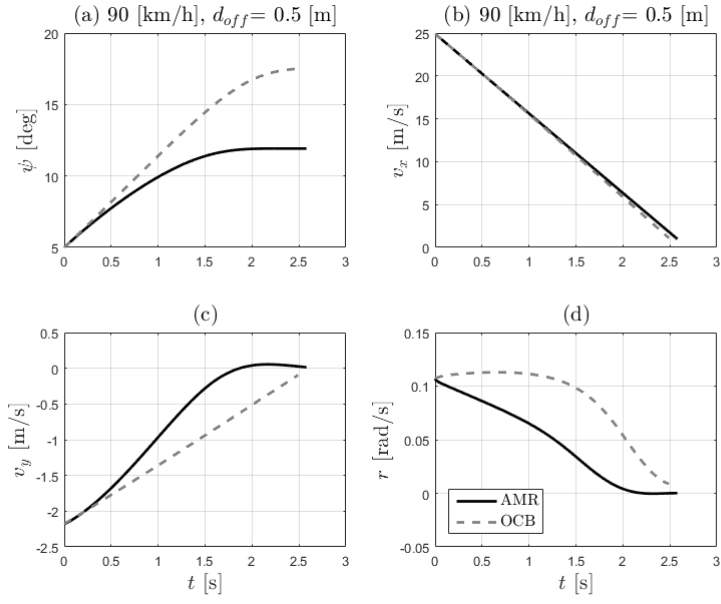 (a) 90 [km/h], d_off= 0.5 [m]
20
15
10
5
ψ [deg]
0 0.5 1 1.5 2 2.5 3
(b) 90 [km/h], d_off= 0.5 [m]
25
20
15
10
5
0
v_x [m/s]
0 0.5 1 1.5 2 2.5 3
(c)
0.5
0
-0.5
-1
-1.5
-2
-2.5
v_y [m/s]
0 0.5 1 1.5 2 2.5 3
t [s]
(d)
0.15
0.1
0.05
0
-0.05
r [rad/s]
AMR
OCB
0 0.5 1 1.5 2 2.5 3
t [s]